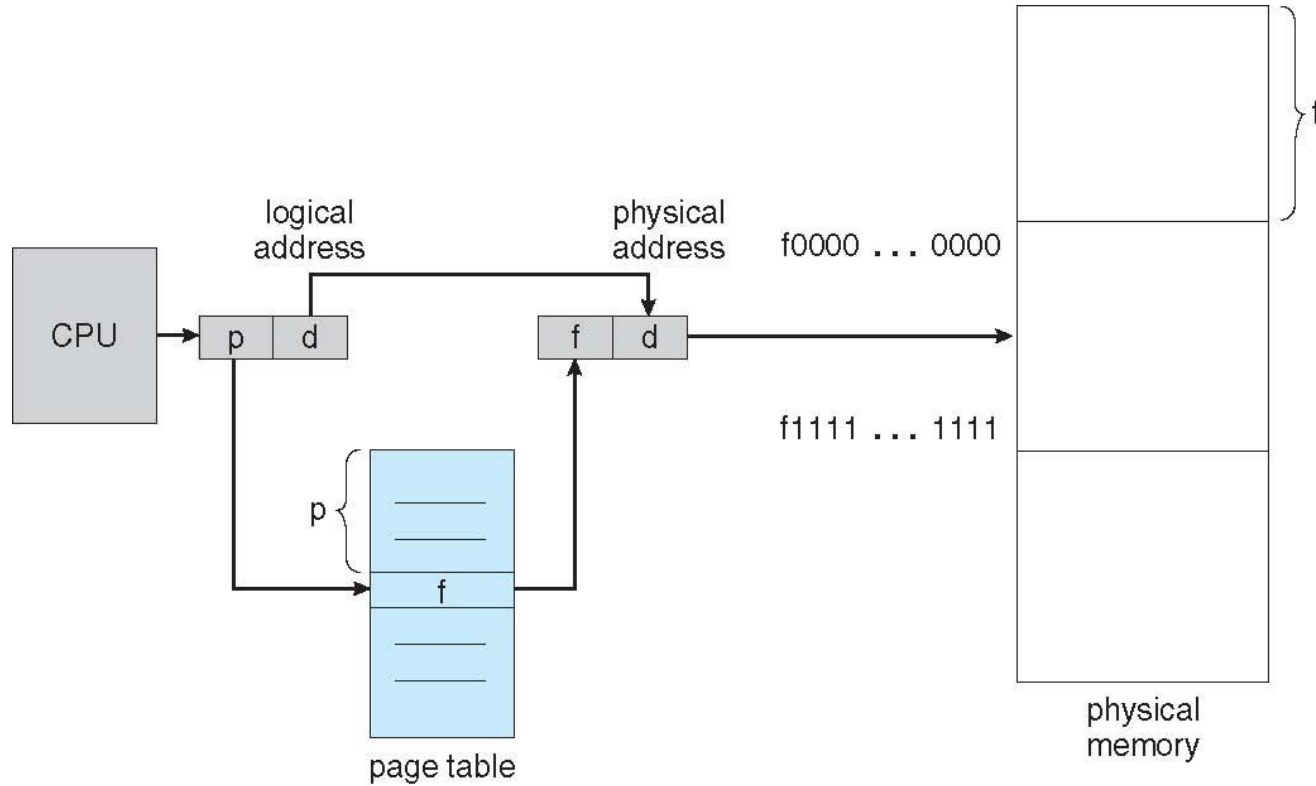 f
logical
address
physical
address
f0000 ... 0000
CPU
p d
f d
f1111 ... 1111
p
f
page table
physical
memory